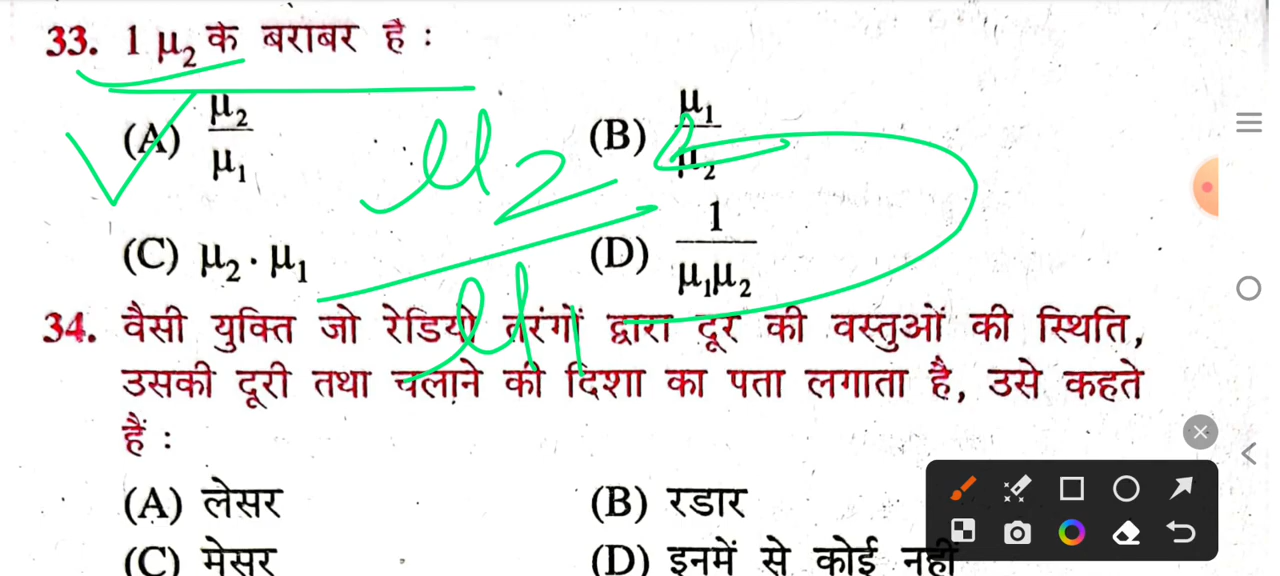 33. 1 μ₂ के बराबर है :
(A) μ₂/μ₁ (B) μ₁/μ₂
μ₂/μ₁
(C) μ₂ · μ₁ (D) 1/μ₁μ₂
34. वैसी युक्ति जो रेडियो तरंगों द्वारा दूर की वस्तुओं की स्थिति,
उसकी दूरी तथा चलाने की दिशा का पता लगाता है, उसे कहते
हैं :
(A) लेसर (B) रडार
(C) मेसर (D) इनमें से कोई नहीं